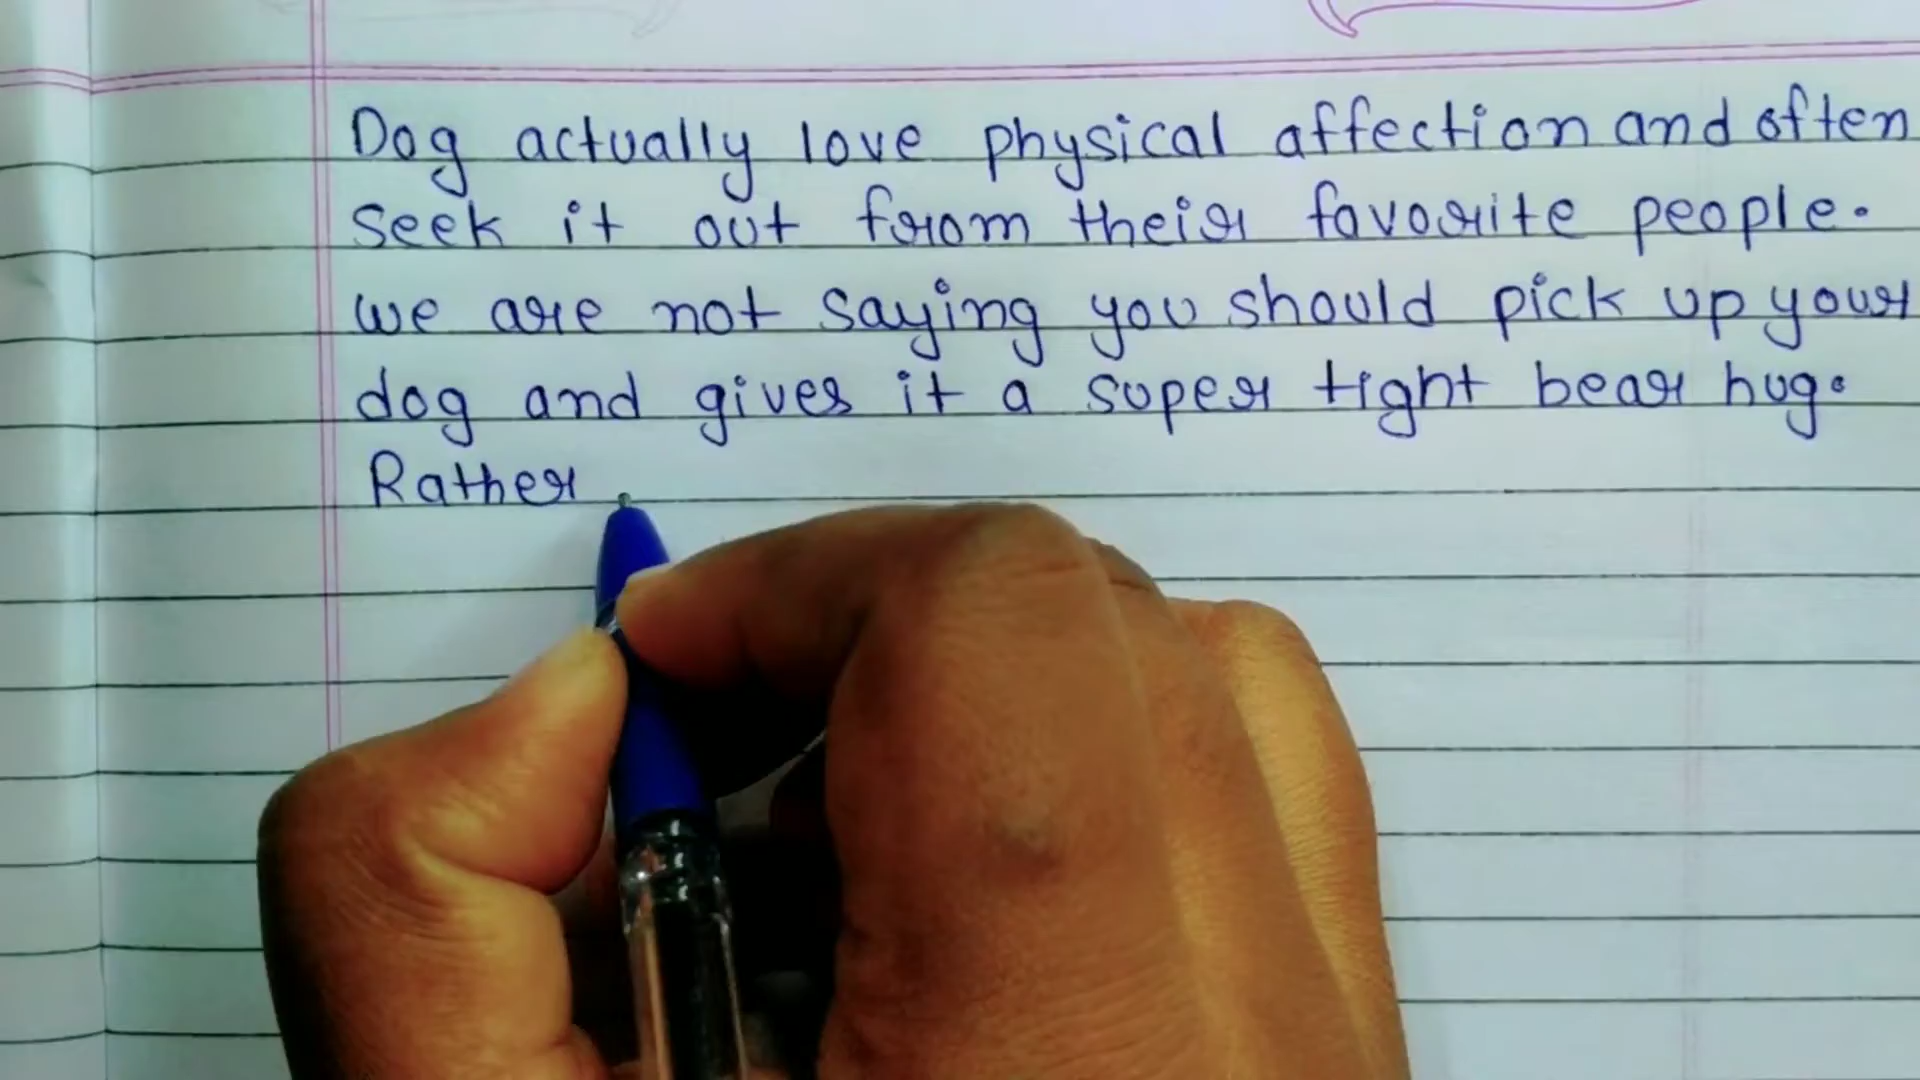 Dog actually love physical affection and often
seek it out from their favorite people.
we are not saying you should pick up your
dog and gives it a super tight bear hug.
Rather